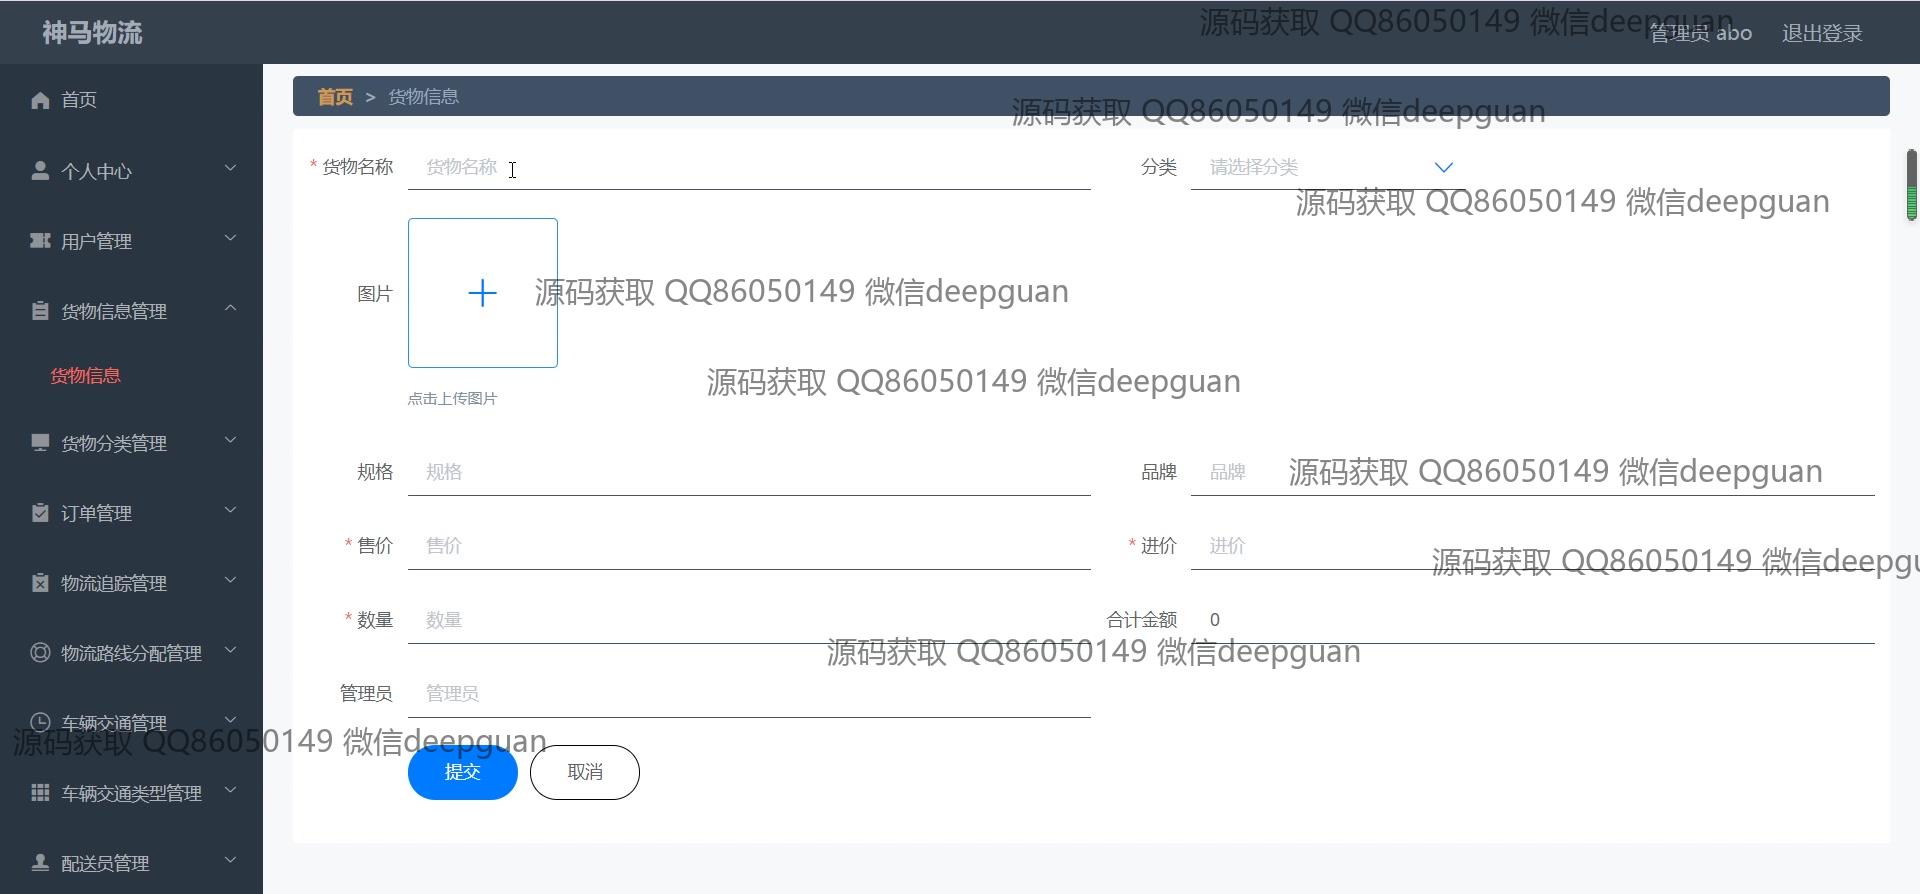 神马物流
源码获取 QQ86050149 微信deepguan
管理员 abo
退出登录
首页
首页 > 货物信息
源码获取 QQ86050149 微信deepguan
个人中心
* 货物名称 货物名称
分类 请选择分类
源码获取 QQ86050149 微信deepguan
用户管理
图片
源码获取 QQ86050149 微信deepguan
货物信息管理
货物信息
源码获取 QQ86050149 微信deepguan
点击上传图片
货物分类管理
规格 规格
品牌 品牌
源码获取 QQ86050149 微信deepguan
订单管理
* 售价 售价
* 进价 进价
源码获取 QQ86050149 微信deepgu
物流追踪管理
* 数量 数量
合计金额 0
物流路线分配管理
源码获取 QQ86050149 微信deepguan
管理员 管理员
车辆交通管理
源码获取 QQ86050149 微信deepguan
提交
取消
车辆交通类型管理
配送员管理